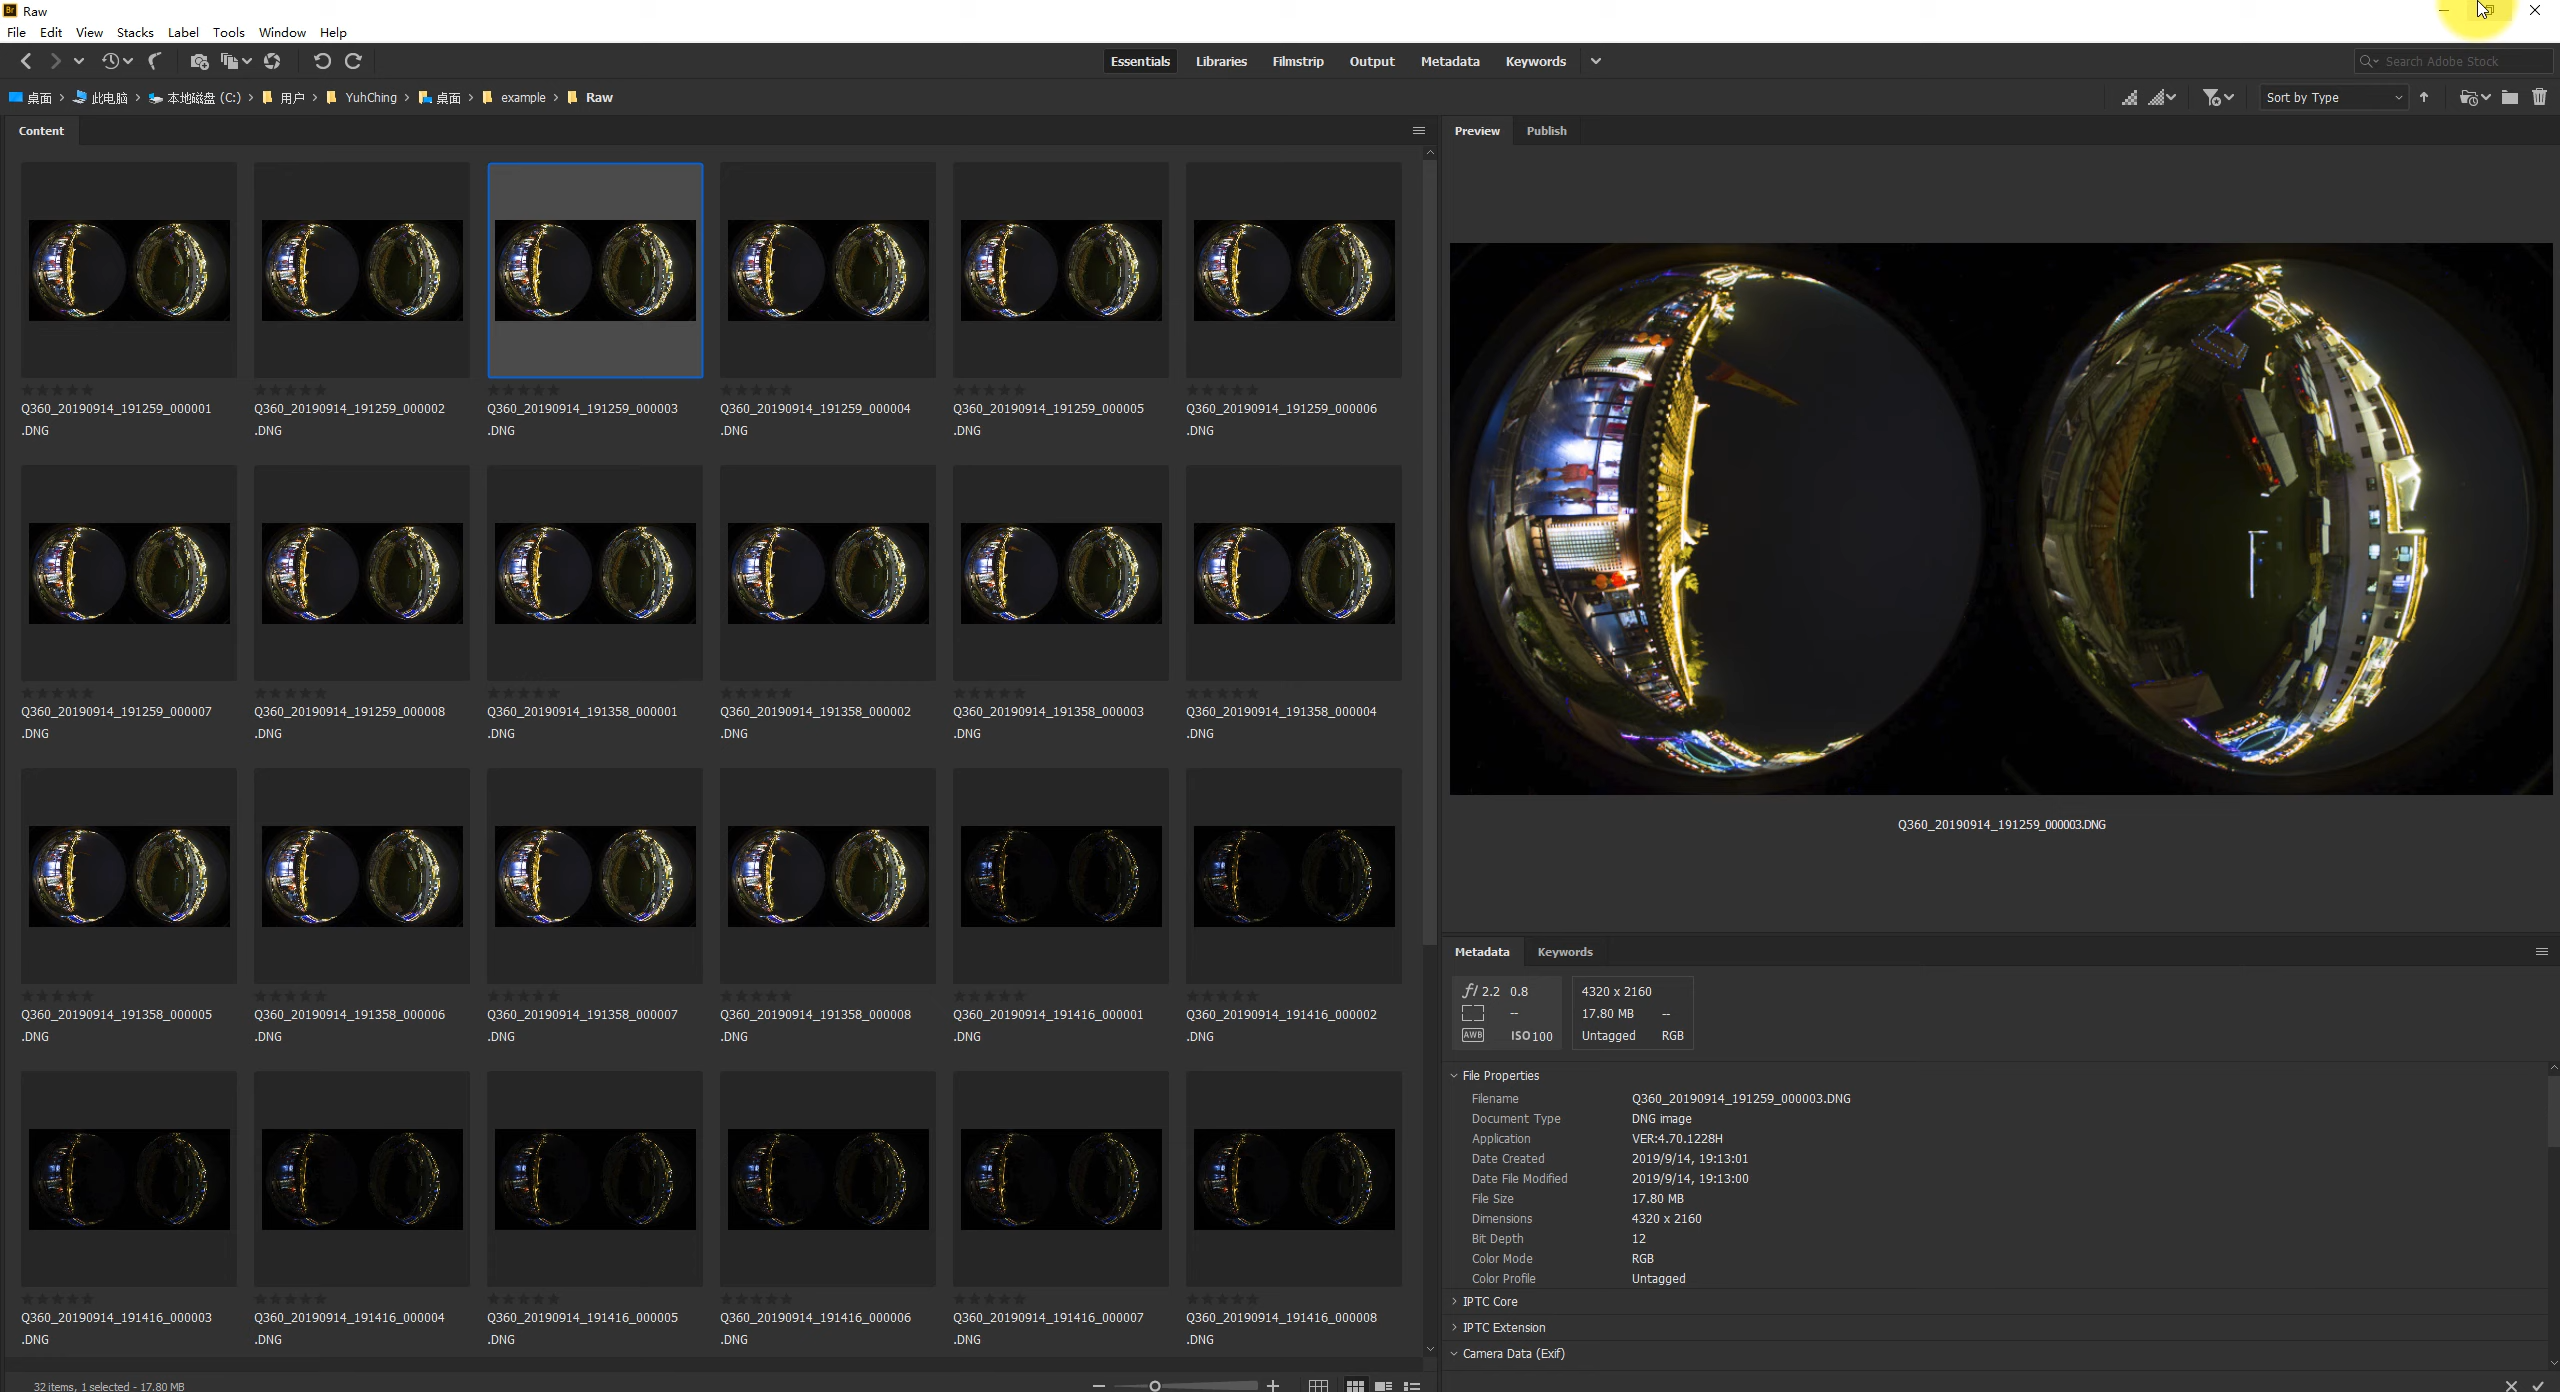 Br Raw
File Edit View Stacks Label Tools Window Help
Essentials Libraries Filmstrip Output Metadata Keywords
Search Adobe Stock
桌面 > 此电脑 > 本地磁盘 (C:) > 用户 > YuhChing > 桌面 > example > Raw
Sort by Type
Content
Preview Publish
Q360_20190914_191259_000001
.DNG
Q360_20190914_191259_000002
.DNG
Q360_20190914_191259_000003
.DNG
Q360_20190914_191259_000004
.DNG
Q360_20190914_191259_000005
.DNG
Q360_20190914_191259_000006
.DNG
Q360_20190914_191259_000007
.DNG
Q360_20190914_191259_000008
.DNG
Q360_20190914_191358_000001
.DNG
Q360_20190914_191358_000002
.DNG
Q360_20190914_191358_000003
.DNG
Q360_20190914_191358_000004
.DNG
Q360_20190914_191358_000005
.DNG
Q360_20190914_191358_000006
.DNG
Q360_20190914_191358_000007
.DNG
Q360_20190914_191358_000008
.DNG
Q360_20190914_191416_000001
.DNG
Q360_20190914_191416_000002
.DNG
Q360_20190914_191416_000003
.DNG
Q360_20190914_191416_000004
.DNG
Q360_20190914_191416_000005
.DNG
Q360_20190914_191416_000006
.DNG
Q360_20190914_191416_000007
.DNG
Q360_20190914_191416_000008
.DNG
32 items, 1 selected - 17.80 MB
Q360_20190914_191259_000003.DNG
Metadata Keywords
f/ 2.2 0.8
--
AWB ISO 100
4320 x 2160
17.80 MB --
Untagged RGB
File Properties
Filename Q360_20190914_191259_000003.DNG
Document Type DNG image
Application VER:4.70.1228H
Date Created 2019/9/14, 19:13:01
Date File Modified 2019/9/14, 19:13:00
File Size 17.80 MB
Dimensions 4320 x 2160
Bit Depth 12
Color Mode RGB
Color Profile Untagged
IPTC Core
IPTC Extension
Camera Data (Exif)